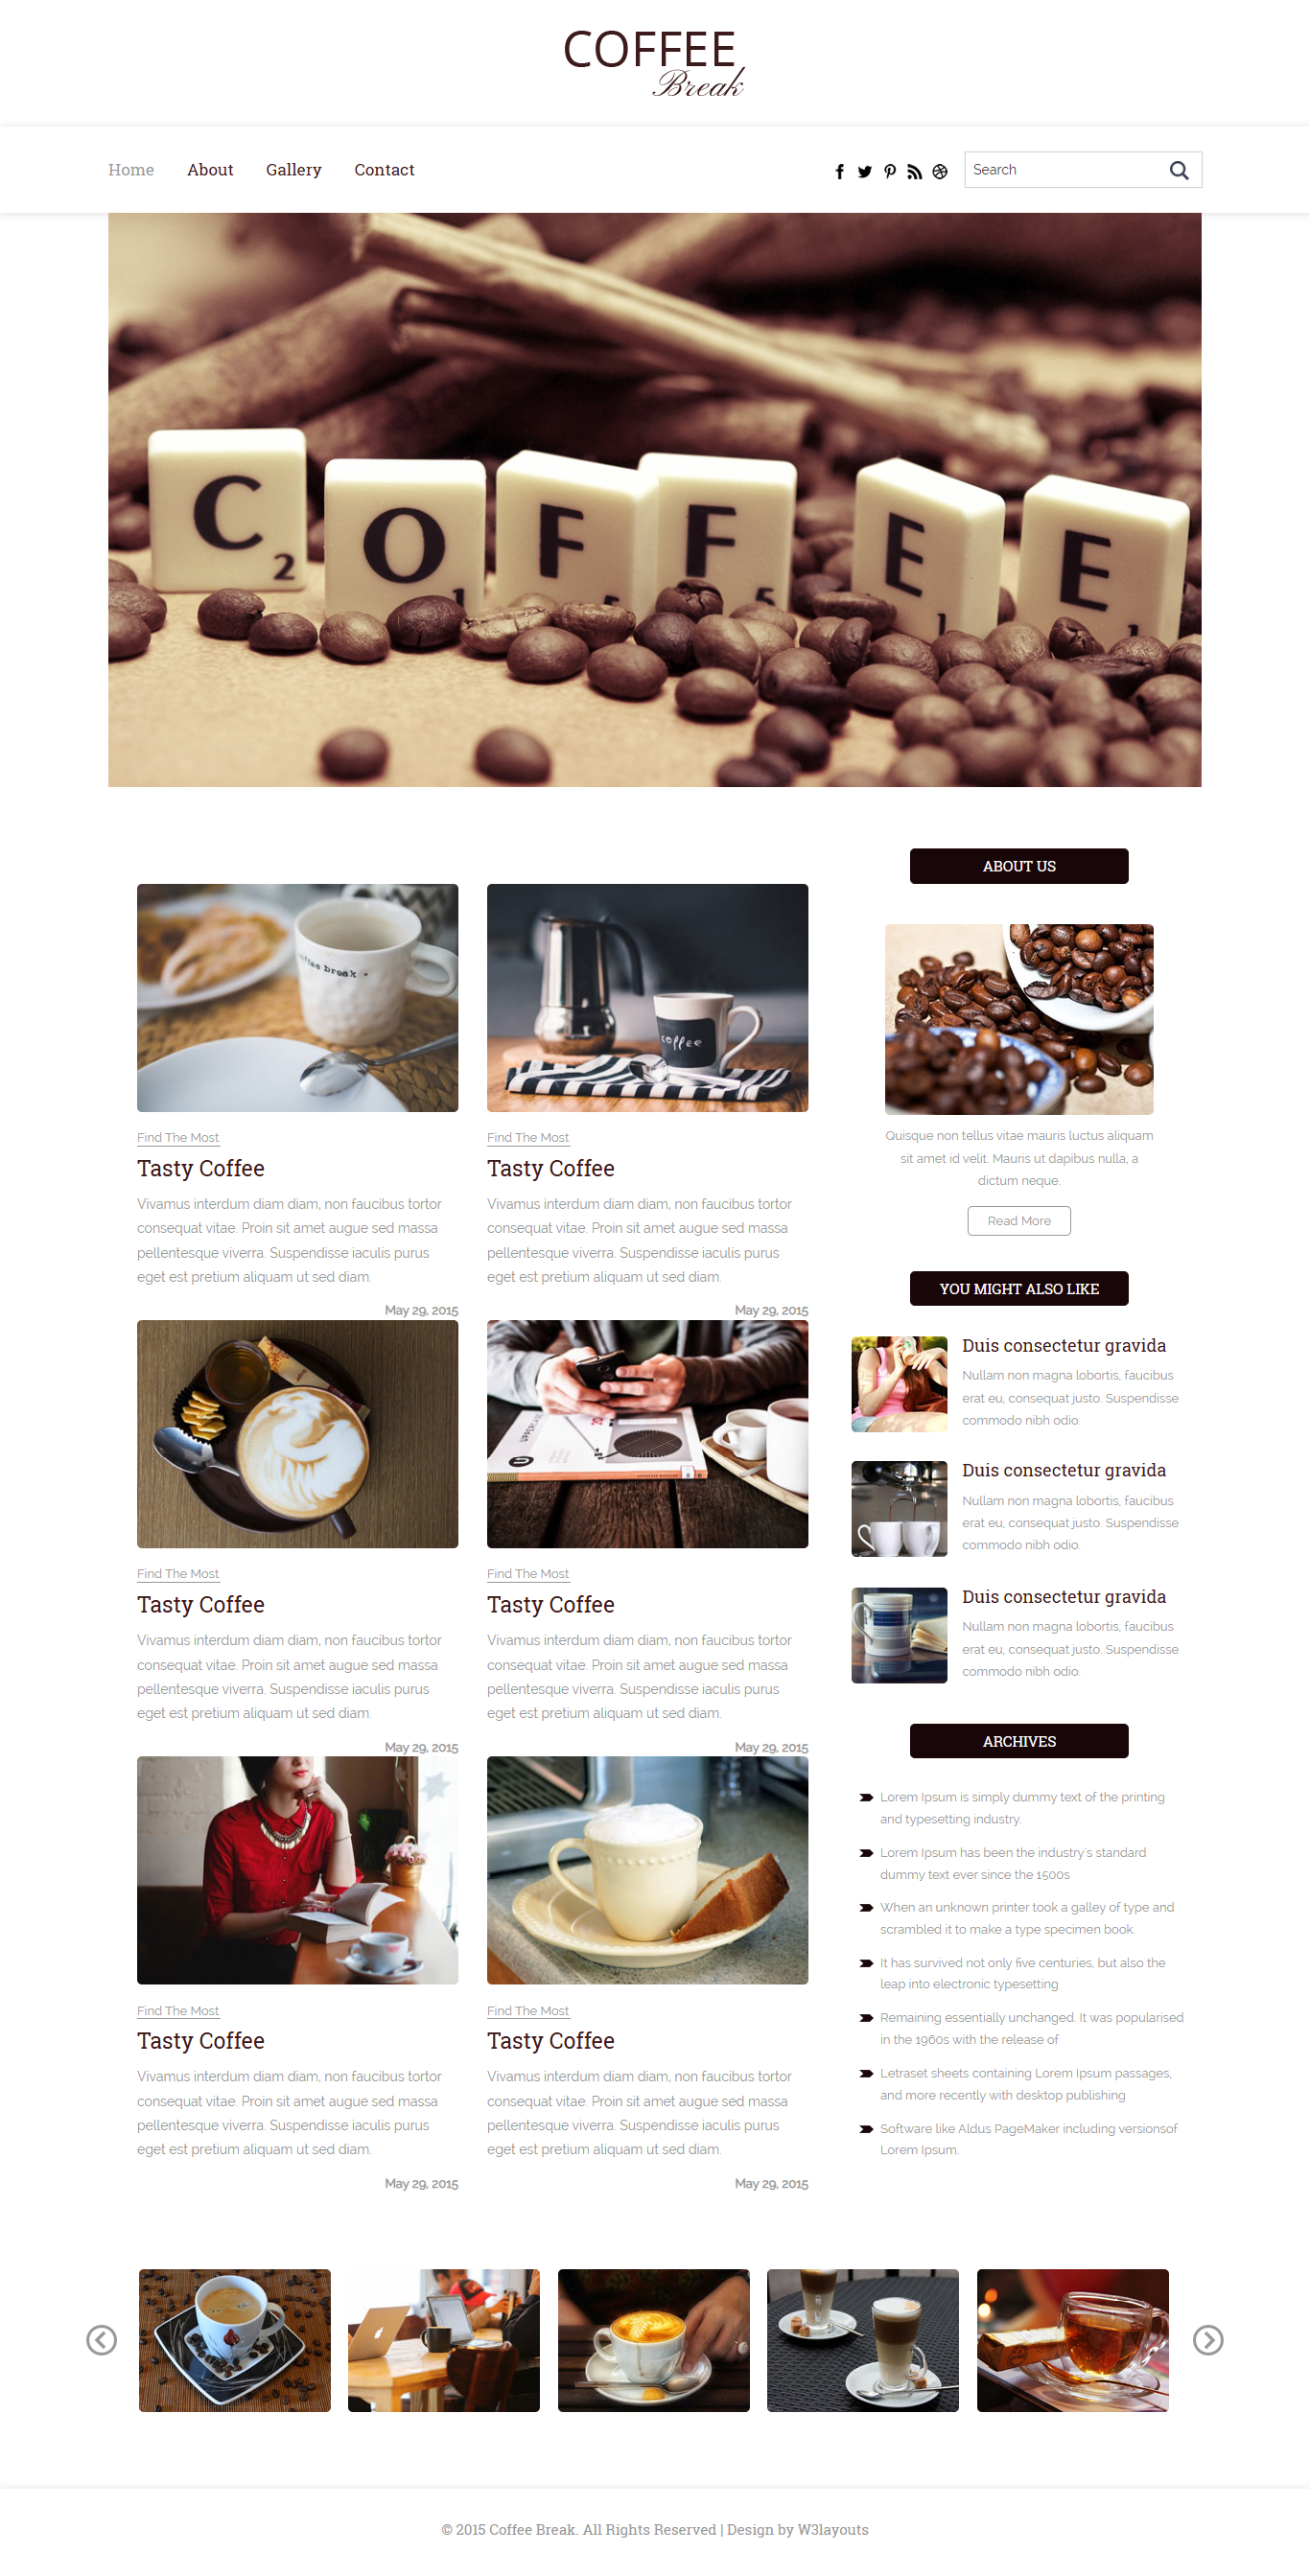 COFFEE
Break
Home About Gallery Contact
Search
C O F F E E
2 1 5 1 1
ABOUT US
coffee break
coffee
Quisque non tellus vitae mauris luctus aliquam
sit amet id velit. Mauris ut dapibus nulla, a
dictum neque.
Read More
Find The Most
Tasty Coffee
Vivamus interdum diam diam, non faucibus tortor
consequat vitae. Proin sit amet augue sed massa
pellentesque viverra. Suspendisse iaculis purus
eget est pretium aliquam ut sed diam.
May 29, 2015
Find The Most
Tasty Coffee
Vivamus interdum diam diam, non faucibus tortor
consequat vitae. Proin sit amet augue sed massa
pellentesque viverra. Suspendisse iaculis purus
eget est pretium aliquam ut sed diam.
May 29, 2015
Find The Most
Tasty Coffee
Vivamus interdum diam diam, non faucibus tortor
consequat vitae. Proin sit amet augue sed massa
pellentesque viverra. Suspendisse iaculis purus
eget est pretium aliquam ut sed diam.
May 29, 2015
Find The Most
Tasty Coffee
Vivamus interdum diam diam, non faucibus tortor
consequat vitae. Proin sit amet augue sed massa
pellentesque viverra. Suspendisse iaculis purus
eget est pretium aliquam ut sed diam.
May 29, 2015
Find The Most
Tasty Coffee
Vivamus interdum diam diam, non faucibus tortor
consequat vitae. Proin sit amet augue sed massa
pellentesque viverra. Suspendisse iaculis purus
eget est pretium aliquam ut sed diam.
May 29, 2015
Find The Most
Tasty Coffee
Vivamus interdum diam diam, non faucibus tortor
consequat vitae. Proin sit amet augue sed massa
pellentesque viverra. Suspendisse iaculis purus
eget est pretium aliquam ut sed diam.
May 29, 2015
YOU MIGHT ALSO LIKE
Duis consectetur gravida
Nullam non magna lobortis, faucibus
erat eu, consequat justo. Suspendisse
commodo nibh odio.
Duis consectetur gravida
Nullam non magna lobortis, faucibus
erat eu, consequat justo. Suspendisse
commodo nibh odio.
Duis consectetur gravida
Nullam non magna lobortis, faucibus
erat eu, consequat justo. Suspendisse
commodo nibh odio.
ARCHIVES
Lorem Ipsum is simply dummy text of the printing
and typesetting industry.
Lorem Ipsum has been the industry's standard
dummy text ever since the 1500s
When an unknown printer took a galley of type and
scrambled it to make a type specimen book.
It has survived not only five centuries, but also the
leap into electronic typesetting
Remaining essentially unchanged. It was popularised
in the 1960s with the release of
Letraset sheets containing Lorem Ipsum passages,
and more recently with desktop publishing
Software like Aldus PageMaker including versionsof
Lorem Ipsum.
© 2015 Coffee Break. All Rights Reserved | Design by W3layouts